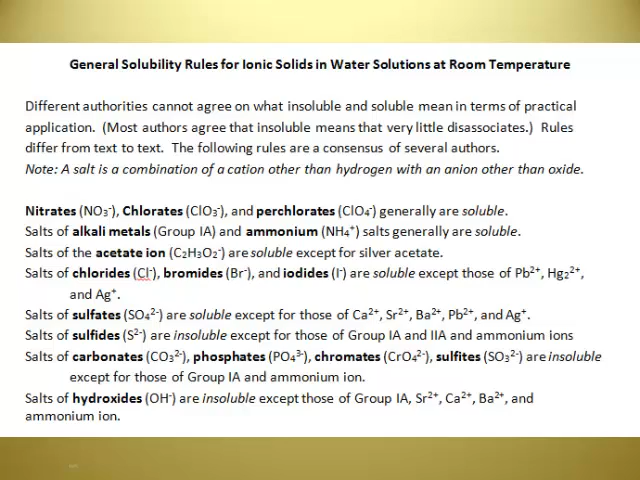 General Solubility Rules for Ionic Solids in Water Solutions at Room Temperature
Different authorities cannot agree on what insoluble and soluble mean in terms of practical
application. (Most authors agree that insoluble means that very little disassociates.) Rules
differ from text to text. The following rules are a consensus of several authors.
Note: A salt is a combination of a cation other than hydrogen with an anion other than oxide.
Nitrates (NO₃⁻), Chlorates (ClO₃⁻), and perchlorates (ClO₄⁻) generally are soluble.
Salts of alkali metals (Group IA) and ammonium (NH₄⁺) salts generally are soluble.
Salts of the acetate ion (C₂H₃O₂⁻) are soluble except for silver acetate.
Salts of chlorides (Cl⁻), bromides (Br⁻), and iodides (I⁻) are soluble except those of Pb²⁺, Hg₂²⁺,
and Ag⁺.
Salts of sulfates (SO₄²⁻) are soluble except for those of Ca²⁺, Sr²⁺, Ba²⁺, Pb²⁺, and Ag⁺.
Salts of sulfides (S²⁻) are insoluble except for those of Group IA and IIA and ammonium ions
Salts of carbonates (CO₃²⁻), phosphates (PO₄³⁻), chromates (CrO₄²⁻), sulfites (SO₃²⁻) are insoluble
except for those of Group IA and ammonium ion.
Salts of hydroxides (OH⁻) are insoluble except those of Group IA, Sr²⁺, Ca²⁺, Ba²⁺, and
ammonium ion.